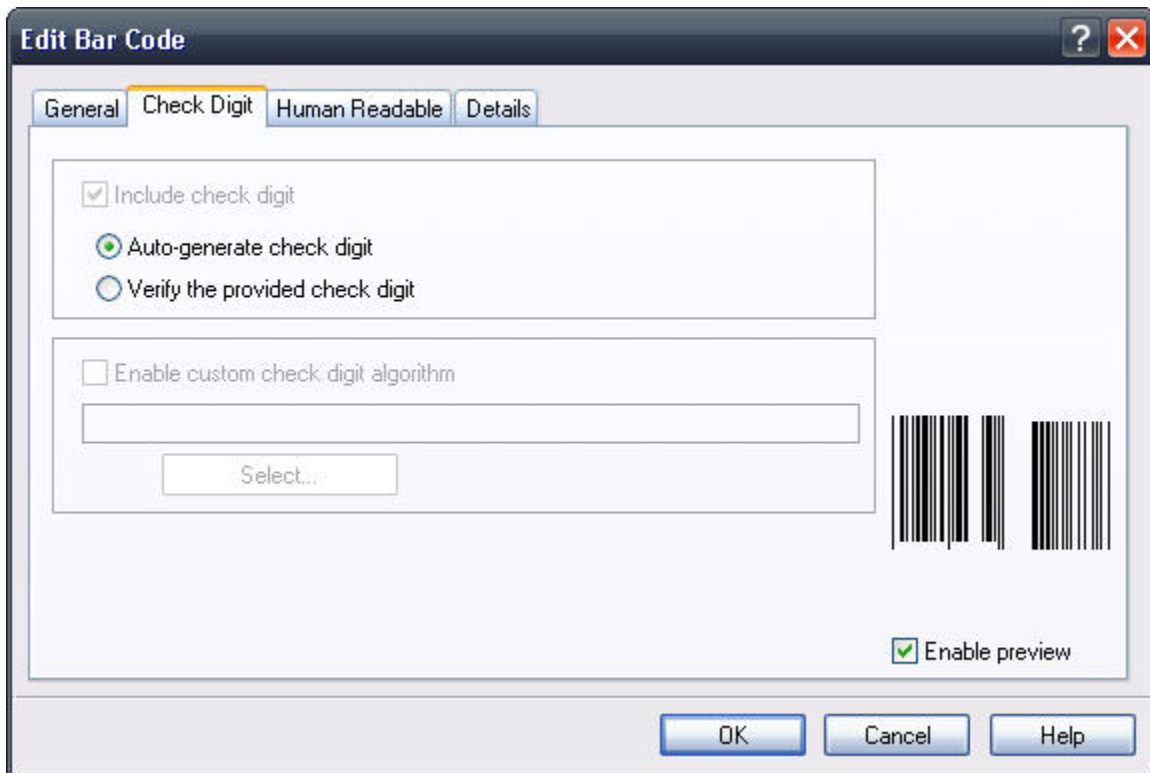 Edit Bar Code
General Check Digit Human Readable Details
Include check digit
Auto-generate check digit
Verify the provided check digit
Enable custom check digit algorithm
Select...
Enable preview
OK Cancel Help